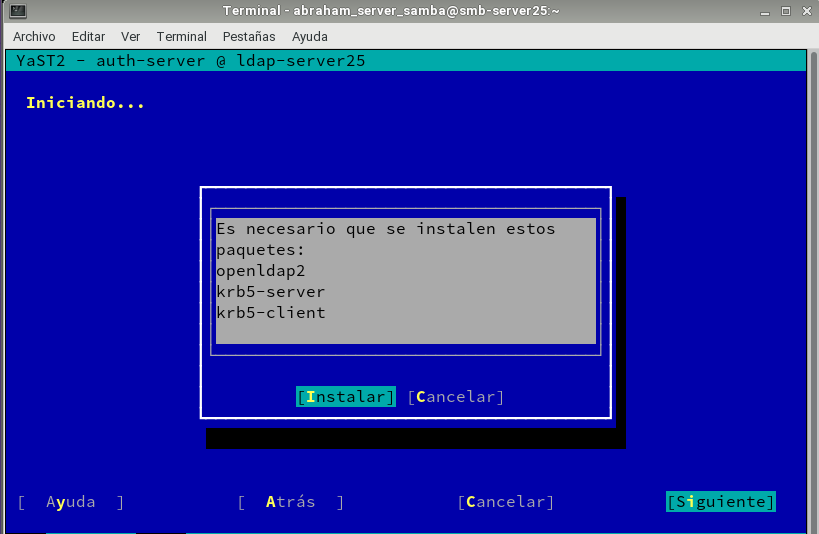 Terminal - abraham_server_samba@smb-server25:~
Archivo Editar Ver Terminal Pestañas Ayuda
YaST2 - auth-server @ ldap-server25
Iniciando...
Es necesario que se instalen estos
paquetes:
openldap2
krb5-server
krb5-client
[Instalar] [Cancelar]
[ Ayuda ] [ Atrás ] [Cancelar] [Siguiente]